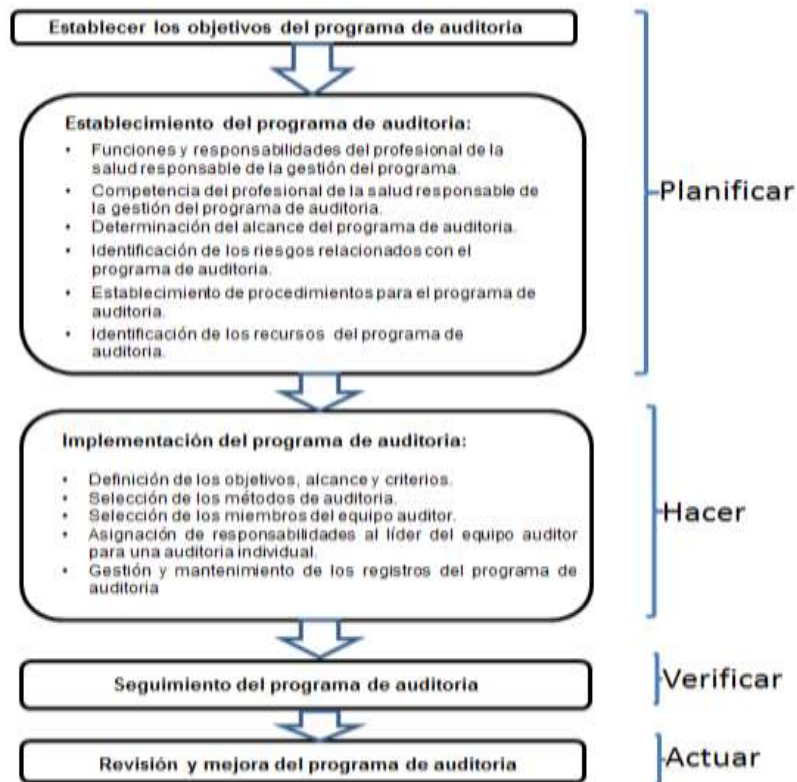 Establecer los objetivos del programa de auditoria
Establecimiento del programa de auditoria:
• Funciones y responsabilidades del profesional de la
salud responsable de la gestión del programa.
• Competencia del profesional de la salud responsable de
la gestión del programa de auditoria.
• Determinación del alcance del programa de auditoria.
• Identificación de los riesgos relacionados con el
programa de auditoria.
• Establecimiento de procedimientos para el programa de
auditoria.
• Identificación de los recursos del programa de
auditoria.
Planificar
Implementación del programa de auditoria:
• Definición de los objetivos, alcance y criterios.
• Selección de los métodos de auditoria.
• Selección de los miembros del equipo auditor.
• Asignación de responsabilidades al líder del equipo auditor
para una auditoria individual.
• Gestión y mantenimiento de los registros del programa de
auditoria
Hacer
Seguimiento del programa de auditoria
Verificar
Revisión y mejora del programa de auditoria
Actuar